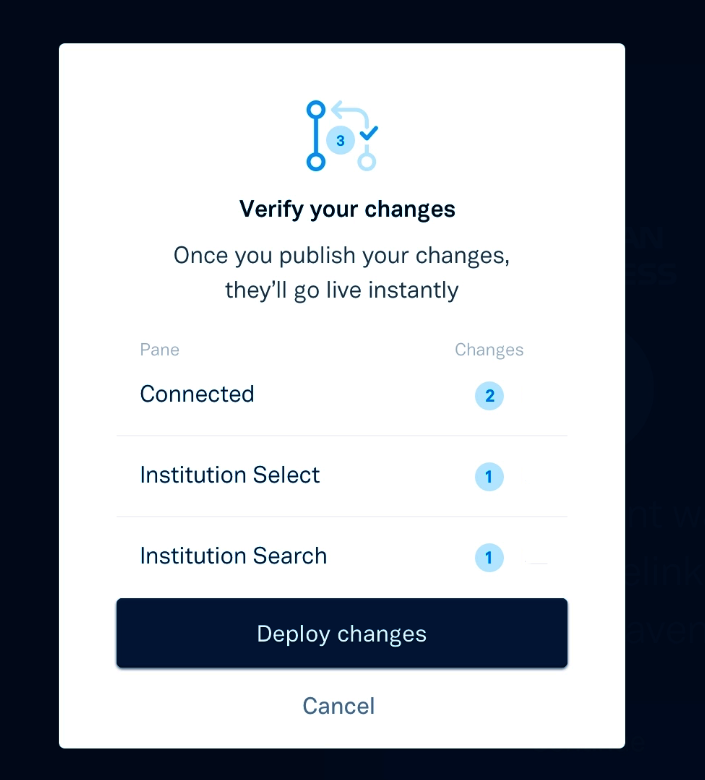 3
Verify your changes
Once you publish your changes,
they'll go live instantly
Pane Changes
Connected 2
Institution Select 1
Institution Search 1
Deploy changes
Cancel